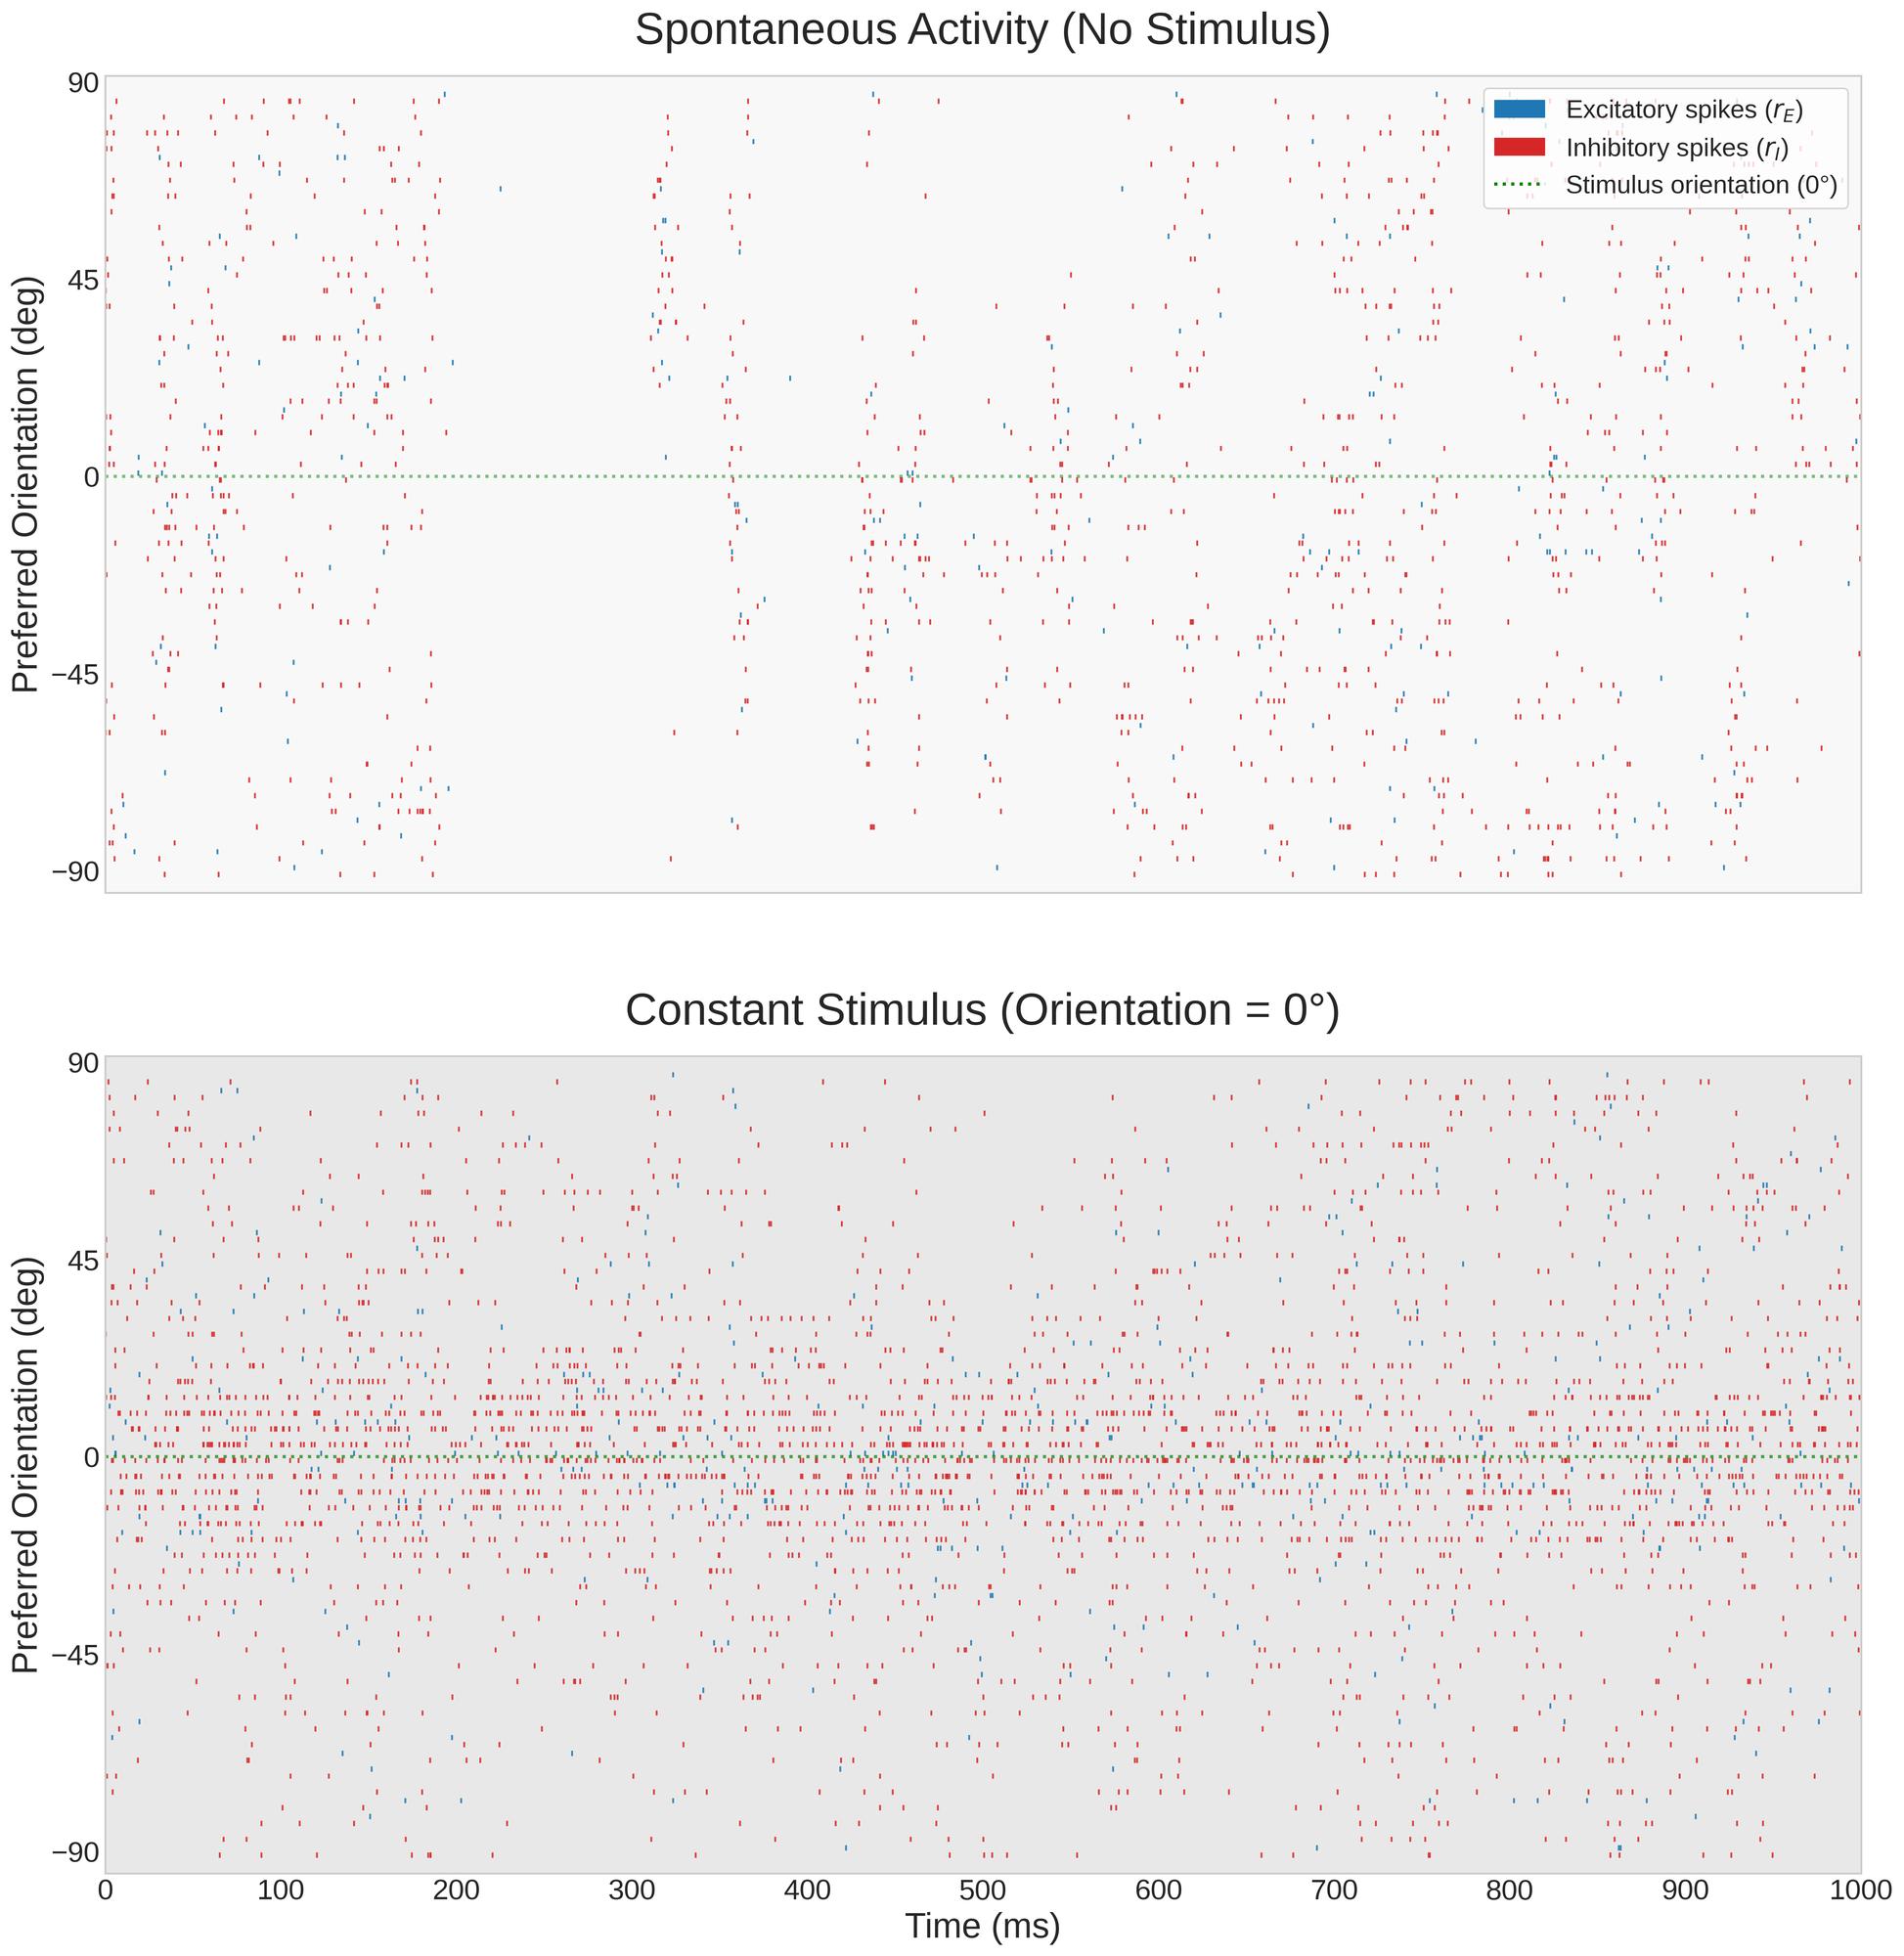 Spontaneous Activity (No Stimulus)
Preferred Orientation (deg)
90
45
0
−45
−90
Excitatory spikes (r_E)
Inhibitory spikes (r_I)
Stimulus orientation (0°)
Constant Stimulus (Orientation = 0°)
Preferred Orientation (deg)
90
45
0
−45
−90
0 100 200 300 400 500 600 700 800 900 1000
Time (ms)